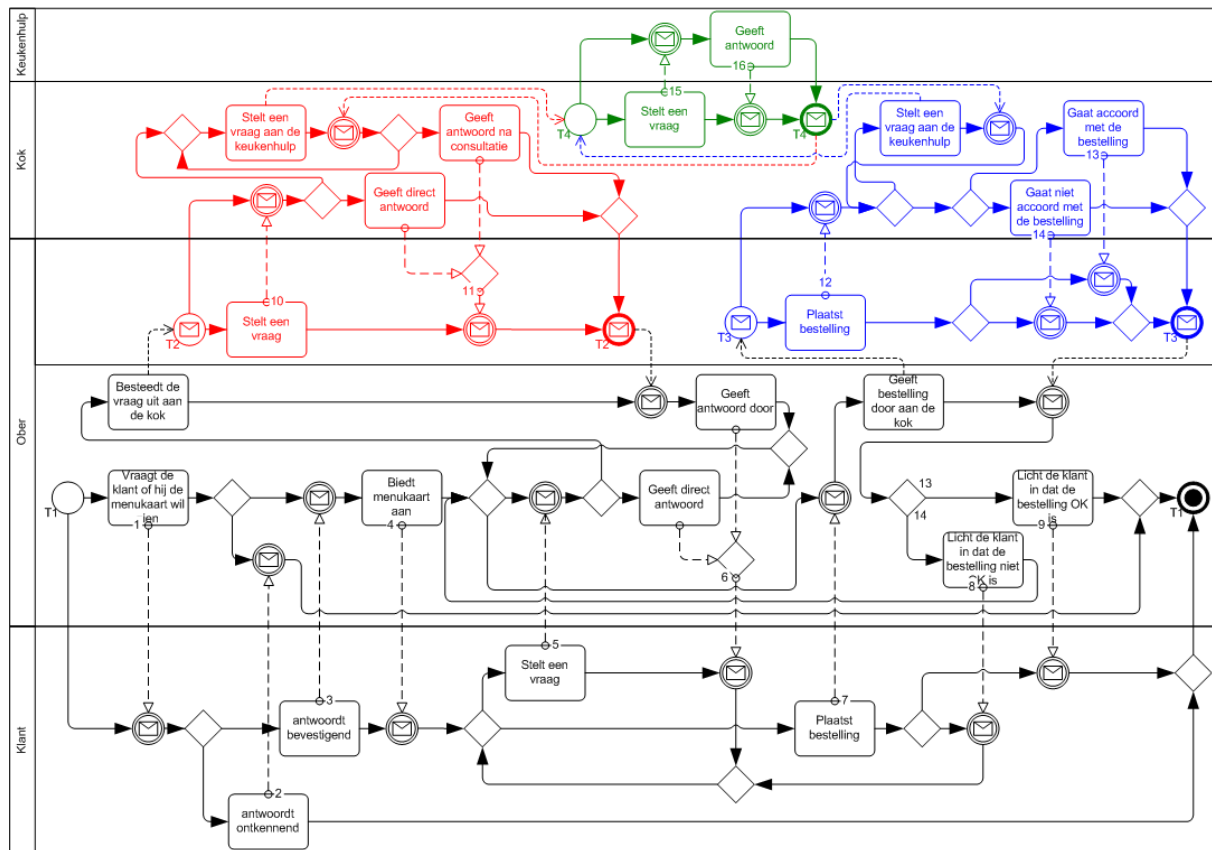 Keukenhulp
Geeft
antwoord
16
15
Stelt een
vraag
T4
T4
Kok
Stelt een
vraag aan de
keukenhulp
Geeft
antwoord na
consultatie
Geeft direct
antwoord
Stelt een
vraag aan de
keukenhulp
Gaat accoord
met de
bestelling
13
Gaat niet
accoord met
de bestelling
14
Ober
10
Stelt een
vraag
T2
11
T2
12
Plaatst
bestelling
T3
T3
Besteedt de
vraag uit aan
de kok
Geeft
antwoord door
Geeft
bestelling
door aan de
kok
T1
Vraagt de
klant of hij de
menukaart wil
zien
1
Biedt
menukaart
aan
4
Geeft direct
antwoord
6
13
14
Licht de klant
in dat de
bestelling OK
is
9
T1
Licht de klant
in dat de
bestelling niet
OK is
8
Klant
5
Stelt een
vraag
3
antwoordt
bevestigend
7
Plaatst
bestelling
2
antwoordt
ontkennend